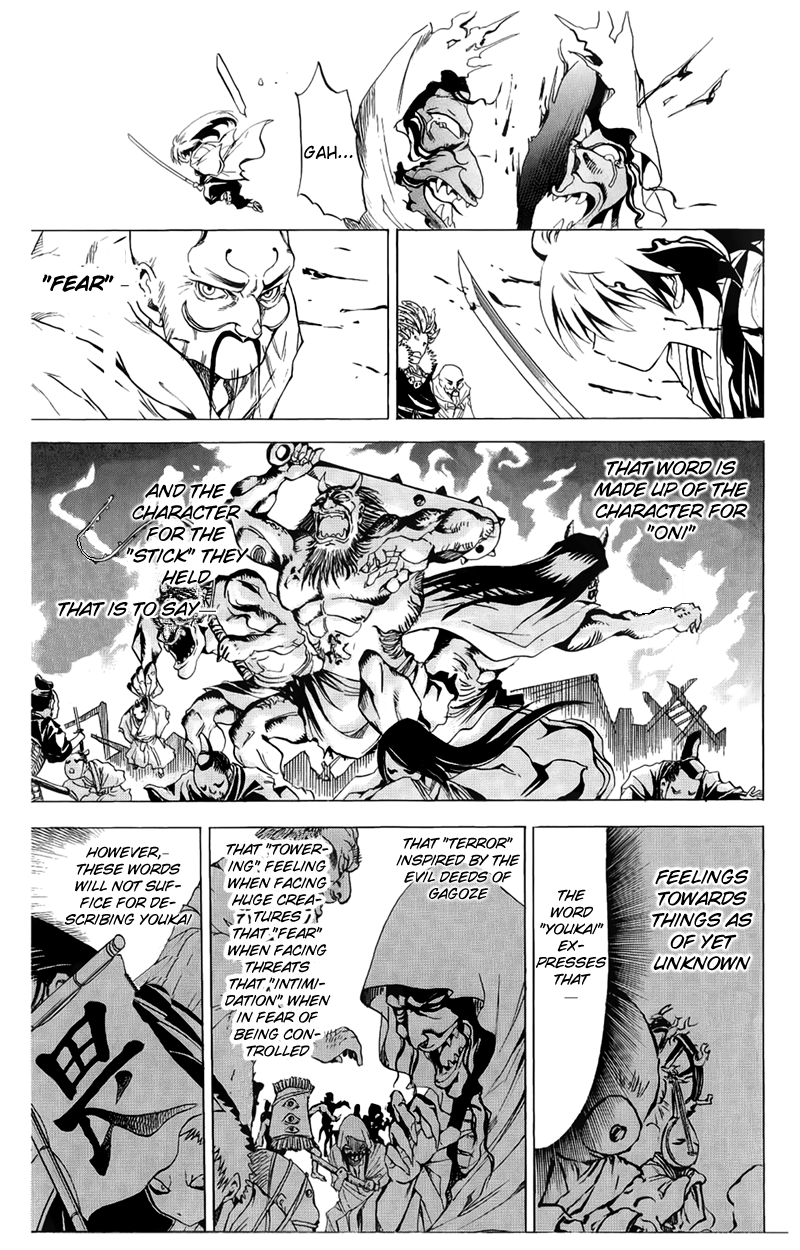 GAH...
"FEAR"
THAT WORD IS
MADE UP OF THE
CHARACTER FOR
"ONI"
AND THE
CHARACTER
FOR THE
"STICK" THEY
HELD
THAT IS TO SAY—
FEELINGS
TOWARDS
THINGS AS
OF YET
UNKNOWN
THE
WORD
"YOUKAI"
EX-
PRESSES
THAT
—
THAT "TERROR"
INSPIRED BY THE
EVIL DEEDS OF
GAGOZE
THAT "TOWER-
ING" FEELING
WHEN FACING
HUGE CREA-
TURES
THAT "FEAR"
WHEN FACING
THREATS
THAT "INTIMI-
DATION" WHEN
IN FEAR OF
BEING CON-
TROLLED
HOWEVER,
THESE WORDS
WILL NOT SUF-
FICE FOR DE-
SCRIBING YOUKAI
畏